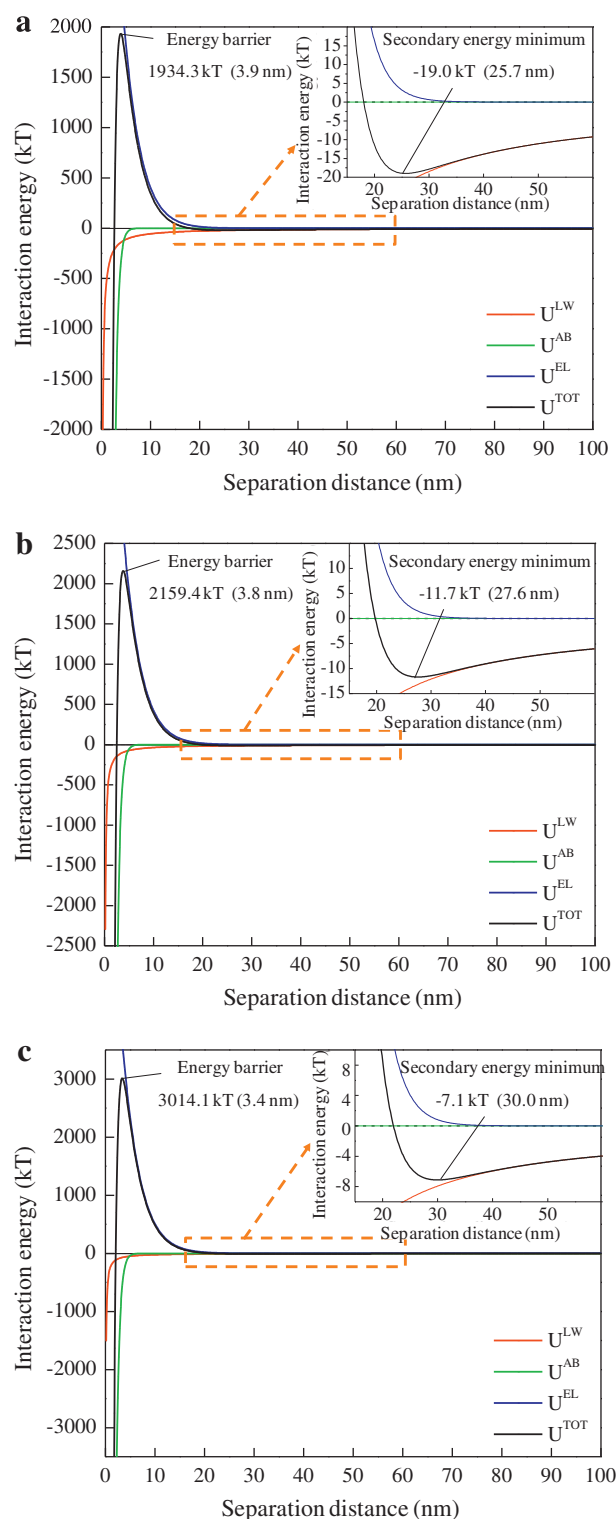 a
2000
1500
1000
500
0
-500
-1000
-1500
-2000
Interaction energy (kT)
Energy barrier
1934.3 kT (3.9 nm)
Secondary energy minimum
-19.0 kT (25.7 nm)
Interaction energy (kT)
20
15
10
5
0
-10
-15
-20
20 30 40 50
Separation distance (nm)
U^LW
U^AB
U^EL
U^TOT
0 10 20 30 40 50 60 70 80 90 100
Separation distance (nm)
b
2500
2000
1500
1000
500
0
-500
-1000
-1500
-2000
-2500
Interaction energy (kT)
Energy barrier
2159.4 kT (3.8 nm)
Secondary energy minimum
-11.7 kT (27.6 nm)
Interaction energy (kT)
15
10
5
0
-5
-10
-15
20 30 40 50
Separation distance (nm)
U^LW
U^AB
U^EL
U^TOT
0 10 20 30 40 50 60 70 80 90 100
Separation distance (nm)
c
3000
2000
1000
0
-1000
-2000
-3000
Interaction energy (kT)
Energy barrier
3014.1 kT (3.4 nm)
Secondary energy minimum
-7.1 kT (30.0 nm)
Interaction energy (kT)
8
4
0
-4
-8
20 30 40 50
Separation distance (nm)
U^LW
U^AB
U^EL
U^TOT
0 10 20 30 40 50 60 70 80 90 100
Separation distance (nm)